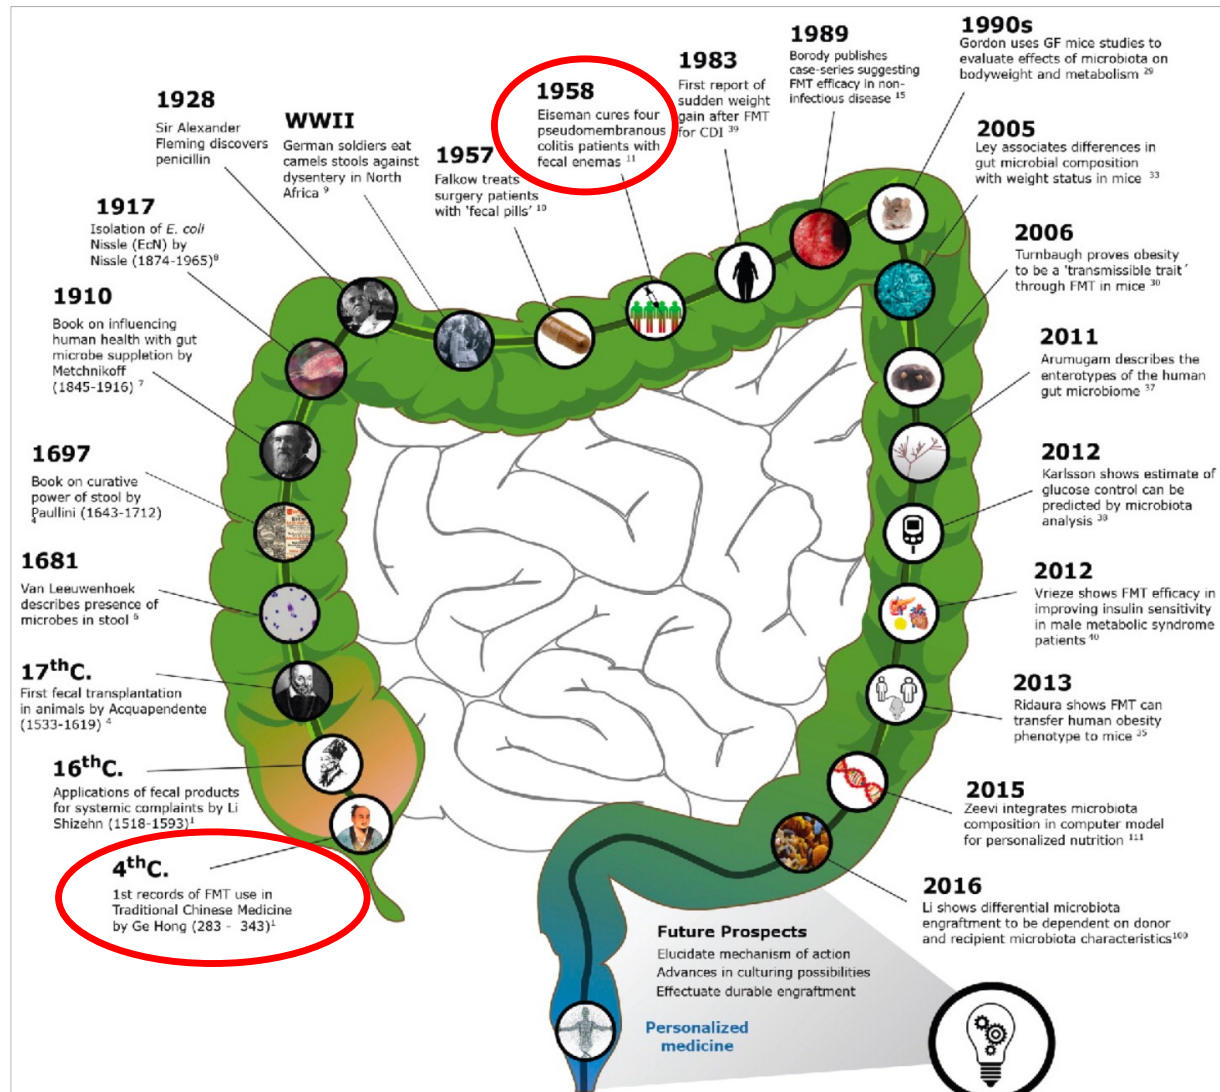 4thC.
1st records of FMT use in
Traditional Chinese Medicine
by Ge Hong (283 - 343)1
16thC.
Applications of fecal products
for systemic complaints by Li
Shizehn (1518-1593)1
17thC.
First fecal transplantation
in animals by Acquapendente
(1533-1619) 4
1681
Van Leeuwenhoek
describes presence of
microbes in stool 6
1697
Book on curative
power of stool by
Paullini (1643-1712)
4
1910
Book on influencing
human health with gut
microbe suppletion by
Metchnikoff
(1845-1916) 7
1917
Isolation of E. coli
Nissle (EcN) by
Nissle (1874-1965)8
1928
Sir Alexander
Fleming discovers
penicillin
WWII
German soldiers eat
camels stools against
dysentery in North
Africa 9
1957
Falkow treats
surgery patients
with 'fecal pills' 10
1958
Eiseman cures four
pseudomembranous
colitis patients with
fecal enemas 11
1983
First report of
sudden weight
gain after FMT
for CDI 39
1989
Borody publishes
case-series suggesting
FMT efficacy in non-
infectious disease 15
1990s
Gordon uses GF mice studies to
evaluate effects of microbiota on
bodyweight and metabolism 29
2005
Ley associates differences in
gut microbial composition
with weight status in mice 33
2006
Turnbaugh proves obesity
to be a 'transmissible trait´
through FMT in mice 30
2011
Arumugam describes the
enterotypes of the human
gut microbiome 37
2012
Karlsson shows estimate of
glucose control can be
predicted by microbiota
analysis 38
2012
Vrieze shows FMT efficacy in
improving insulin sensitivity
in male metabolic syndrome
patients 40
2013
Ridaura shows FMT can
transfer human obesity
phenotype to mice 35
2015
Zeevi integrates microbiota
composition in computer model
for personalized nutrition 111
2016
Li shows differential microbiota
engraftment to be dependent on donor
and recipient microbiota characteristics109
Future Prospects
Elucidate mechanism of action
Advances in culturing possibilities
Effectuate durable engraftment
Personalized
medicine